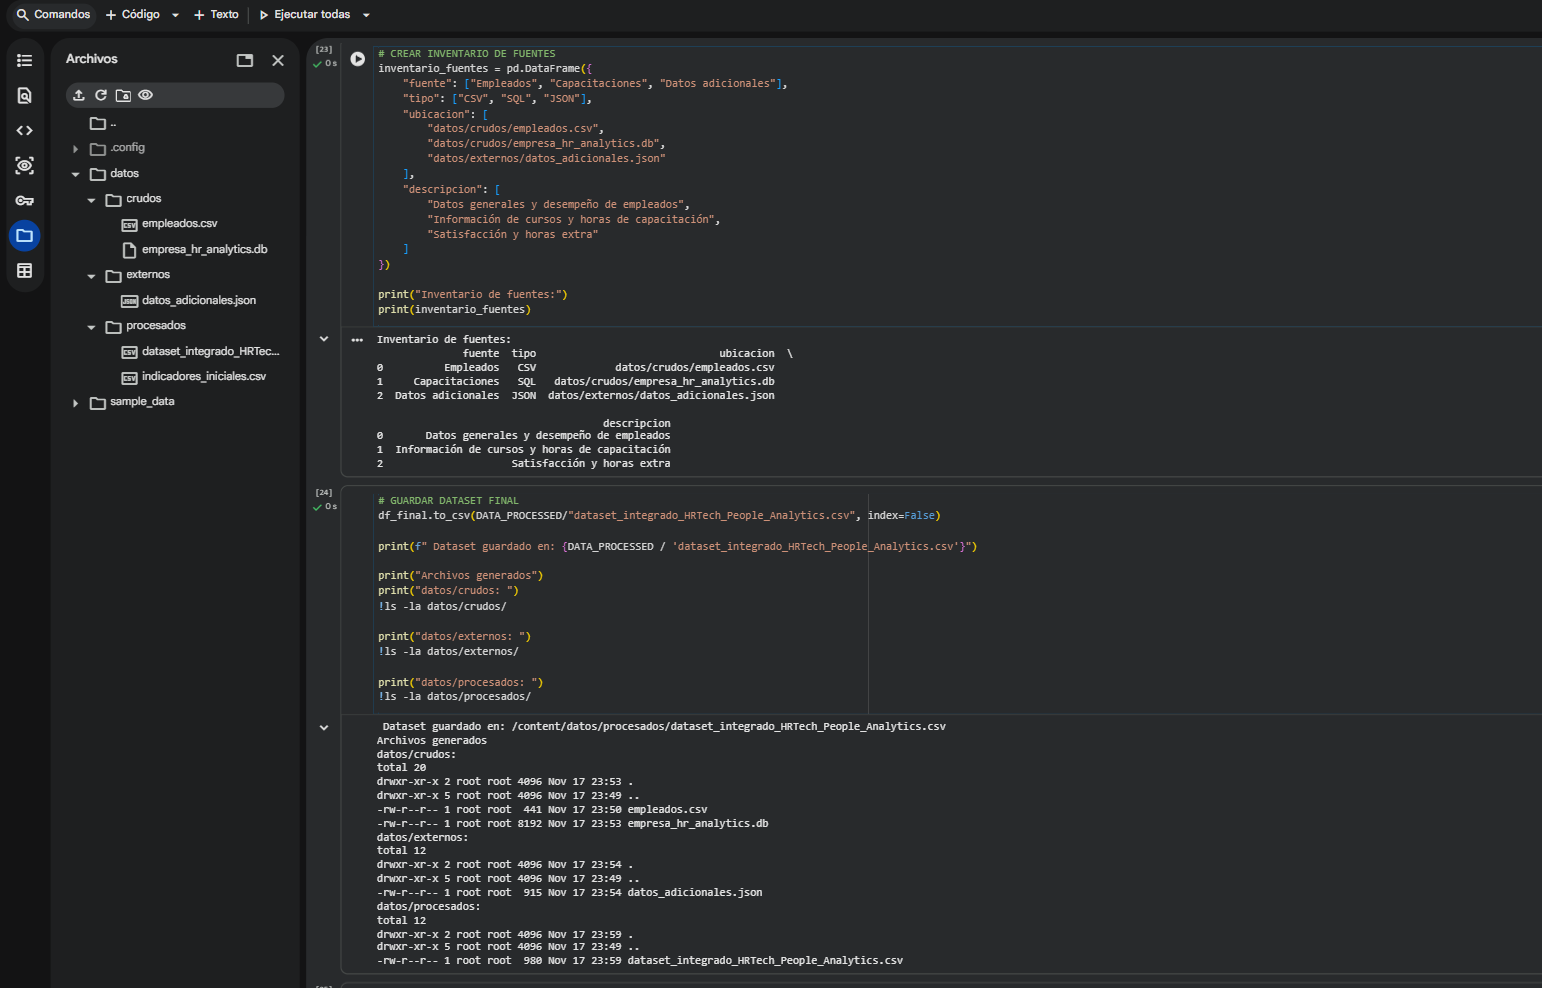 Comandos + Código + Texto Ejecutar todas
Archivos
..
.config
datos
crudos
empleados.csv
empresa_hr_analytics.db
externos
datos_adicionales.json
procesados
dataset_integrado_HRTec...
indicadores_iniciales.csv
sample_data
[23]
0 s
# CREAR INVENTARIO DE FUENTES
inventario_fuentes = pd.DataFrame({
    "fuente": ["Empleados", "Capacitaciones", "Datos adicionales"],
    "tipo": ["CSV", "SQL", "JSON"],
    "ubicacion": [
        "datos/crudos/empleados.csv",
        "datos/crudos/empresa_hr_analytics.db",
        "datos/externos/datos_adicionales.json"
    ],
    "descripcion": [
        "Datos generales y desempeño de empleados",
        "Información de cursos y horas de capacitación",
        "Satisfacción y horas extra"
    ]
})
print("Inventario de fuentes:")
print(inventario_fuentes)
Inventario de fuentes:
fuente tipo ubicacion \
0 Empleados CSV datos/crudos/empleados.csv
1 Capacitaciones SQL datos/crudos/empresa_hr_analytics.db
2 Datos adicionales JSON datos/externos/datos_adicionales.json
descripcion
0 Datos generales y desempeño de empleados
1 Información de cursos y horas de capacitación
2 Satisfacción y horas extra
[24]
0 s
# GUARDAR DATASET FINAL
df_final.to_csv(DATA_PROCESSED/"dataset_integrado_HRTech_People_Analytics.csv", index=False)
print(f" Dataset guardado en: {DATA_PROCESSED / 'dataset_integrado_HRTech_People_Analytics.csv'}")
print("Archivos generados")
print("datos/crudos: ")
!ls -la datos/crudos/
print("datos/externos: ")
!ls -la datos/externos/
print("datos/procesados: ")
!ls -la datos/procesados/
Dataset guardado en: /content/datos/procesados/dataset_integrado_HRTech_People_Analytics.csv
Archivos generados
datos/crudos:
total 20
drwxr-xr-x 2 root root 4096 Nov 17 23:53 .
drwxr-xr-x 5 root root 4096 Nov 17 23:49 ..
-rw-r--r-- 1 root root  441 Nov 17 23:50 empleados.csv
-rw-r--r-- 1 root root 8192 Nov 17 23:53 empresa_hr_analytics.db
datos/externos:
total 12
drwxr-xr-x 2 root root 4096 Nov 17 23:54 .
drwxr-xr-x 5 root root 4096 Nov 17 23:49 ..
-rw-r--r-- 1 root root  915 Nov 17 23:54 datos_adicionales.json
datos/procesados:
total 12
drwxr-xr-x 2 root root 4096 Nov 17 23:59 .
drwxr-xr-x 5 root root 4096 Nov 17 23:49 ..
-rw-r--r-- 1 root root  980 Nov 17 23:59 dataset_integrado_HRTech_People_Analytics.csv